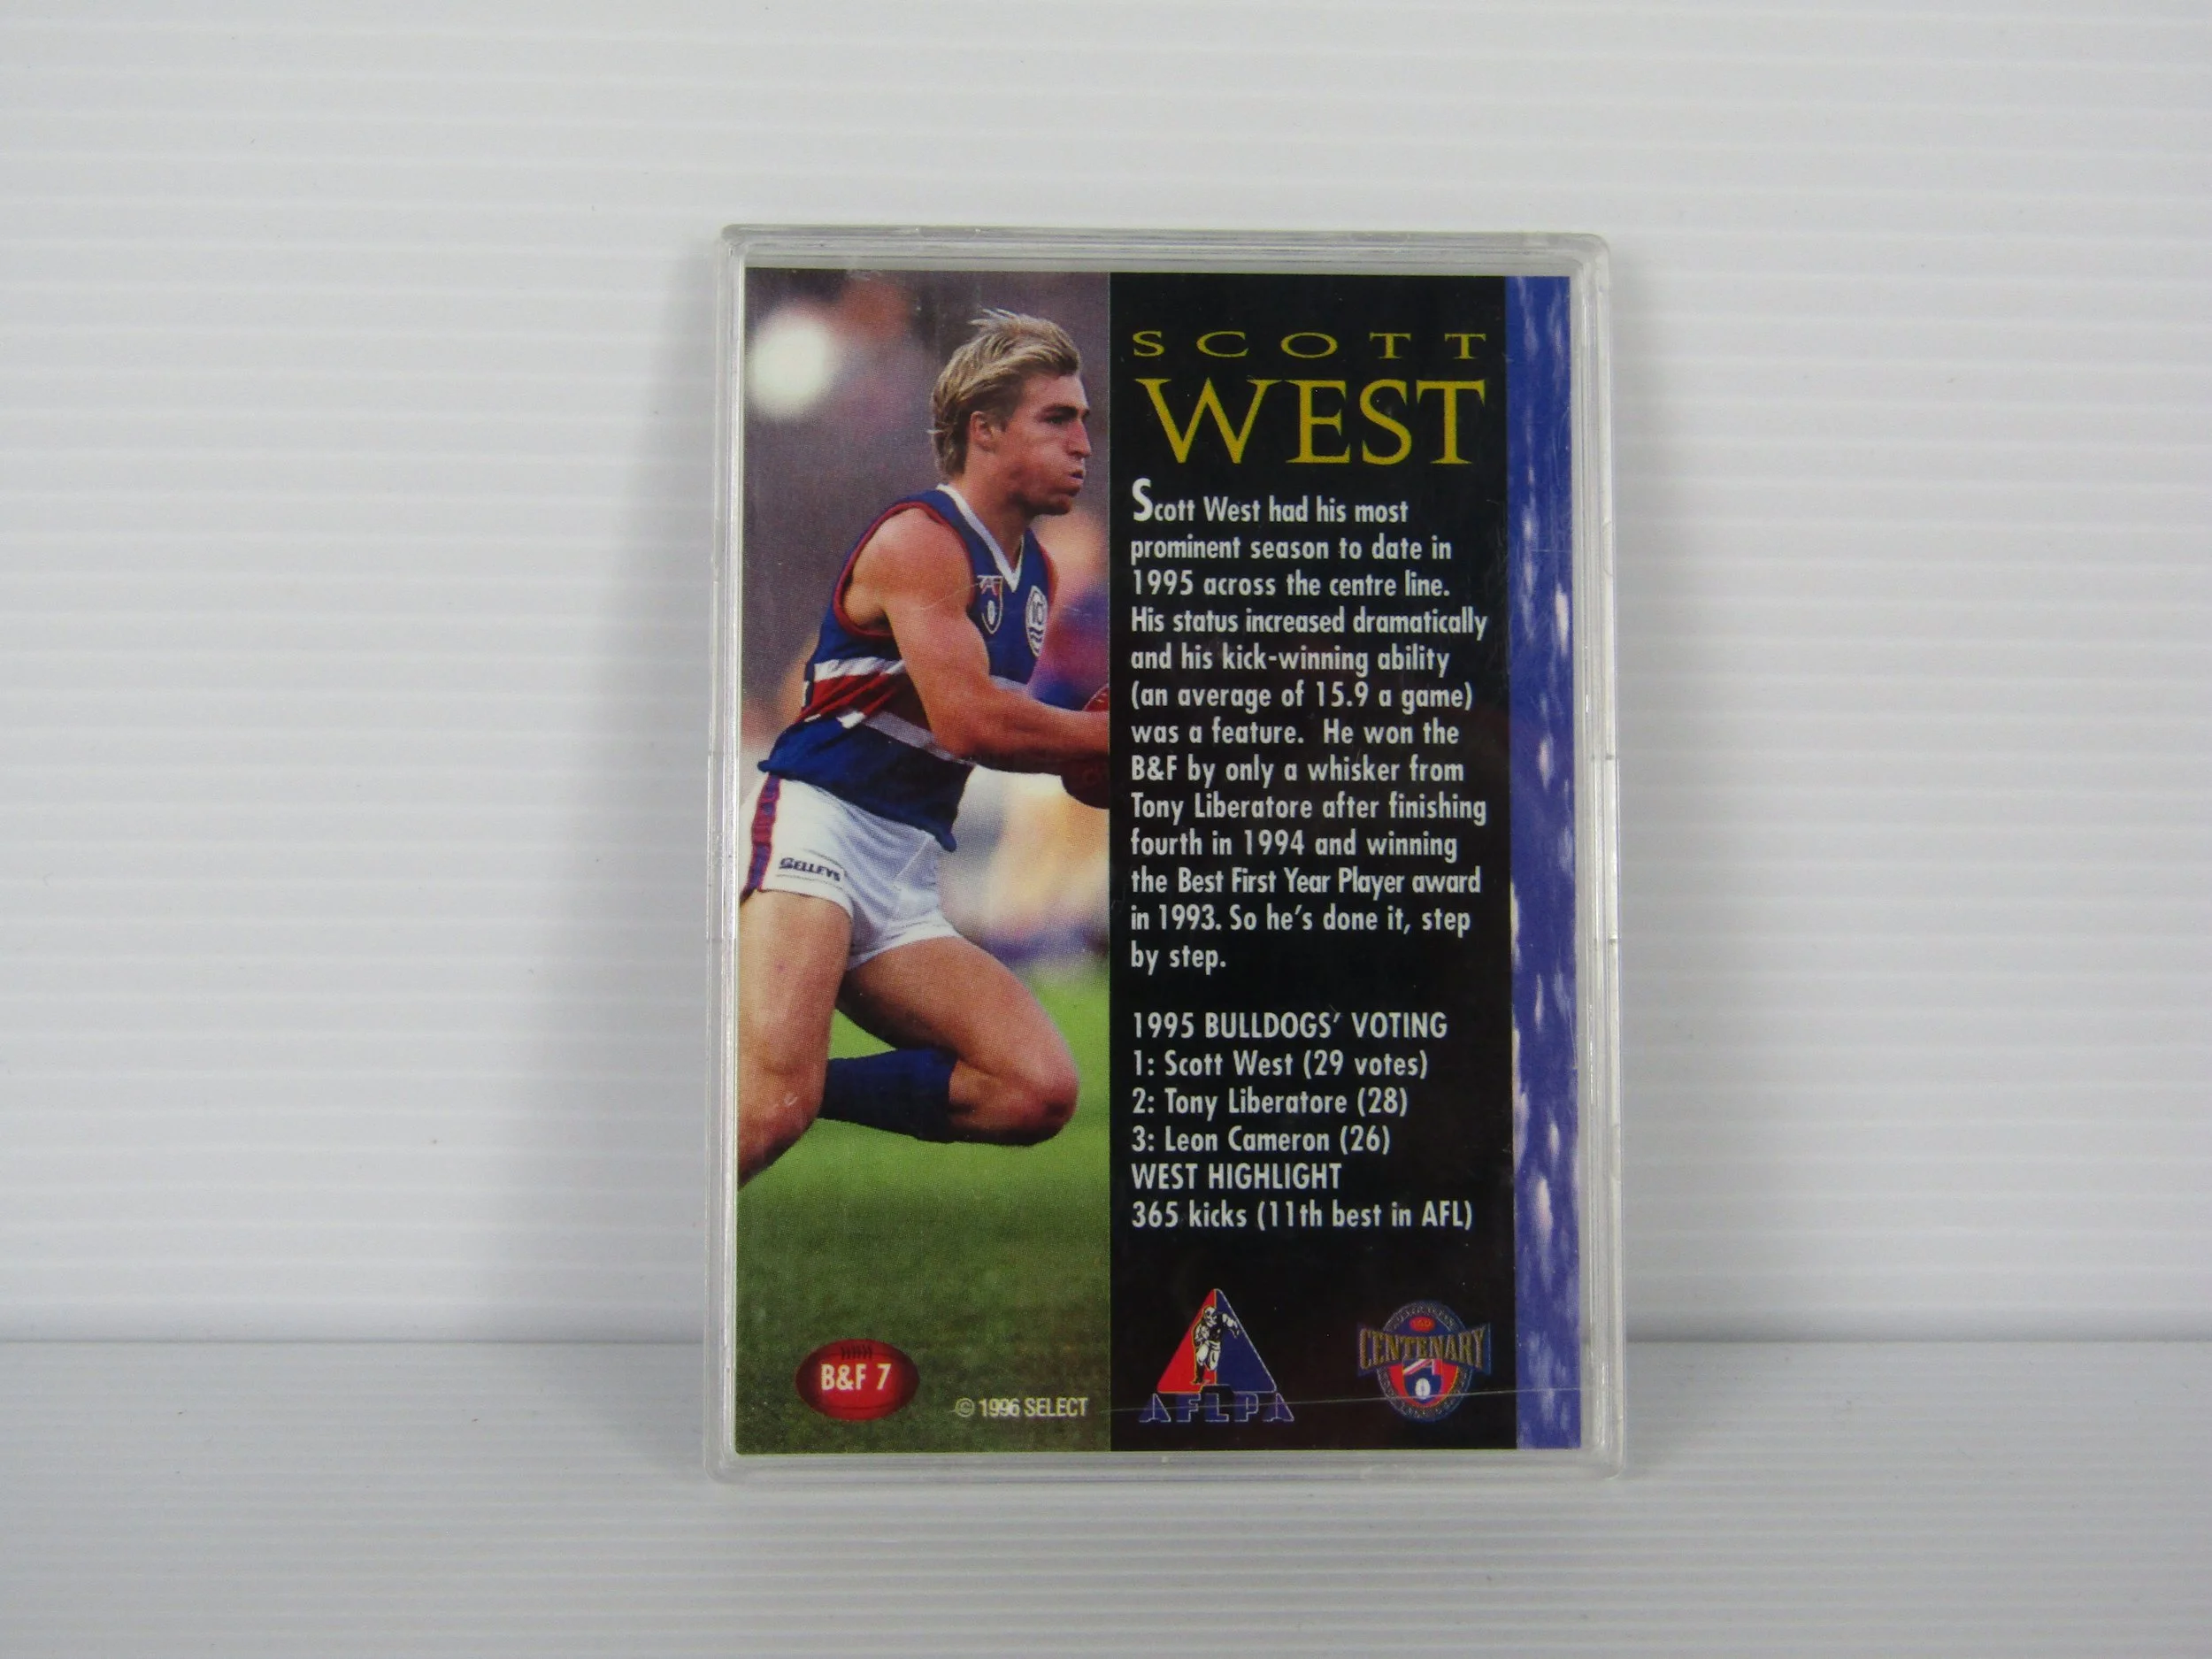 SCOTT
WEST
Scott West had his most
prominent season to date in
1995 across the centre line.
His status increased dramatically
and his kick-winning ability
(an average of 15.9 a game)
was a feature. He won the
B&F by only a whisker from
Tony Liberatore after finishing
fourth in 1994 and winning
the Best First Year Player award
in 1993. So he's done it, step
by step.
1995 BULLDOGS' VOTING
1: Scott West (29 votes)
2: Tony Liberatore (28)
3: Leon Cameron (26)
WEST HIGHLIGHT
365 kicks (11th best in AFL)
SELLEYS
B&F 7
© 1996 SELECT
AFLPA
CENTENARY